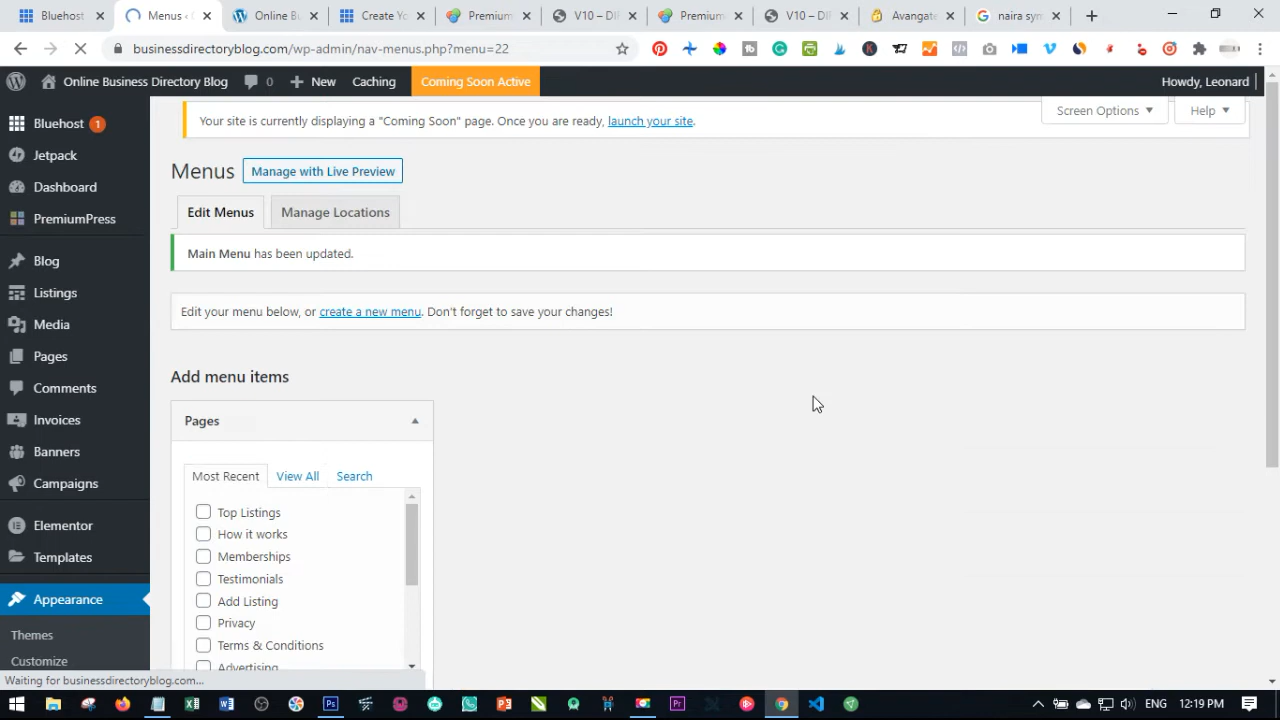 Bluehost
Menus <
Online B
Create Yo
Premium
V10 – DI
Premium
V10 – DI
Avangate
naira sym
businessdirectoryblog.com/wp-admin/nav-menus.php?menu=22
Online Business Directory Blog
0
New
Caching
Coming Soon Active
Howdy, Leonard
Bluehost 1
Jetpack
Dashboard
PremiumPress
Blog
Listings
Media
Pages
Comments
Invoices
Banners
Campaigns
Elementor
Templates
Appearance
Themes
Customize
Your site is currently displaying a "Coming Soon" page. Once you are ready, launch your site.
Screen Options
Help
Menus
Manage with Live Preview
Edit Menus
Manage Locations
Main Menu has been updated.
Edit your menu below, or create a new menu. Don't forget to save your changes!
Add menu items
Pages
Most Recent
View All
Search
Top Listings
How it works
Memberships
Testimonials
Add Listing
Privacy
Terms & Conditions
Advertising
Waiting for businessdirectoryblog.com...
ENG
12:19 PM